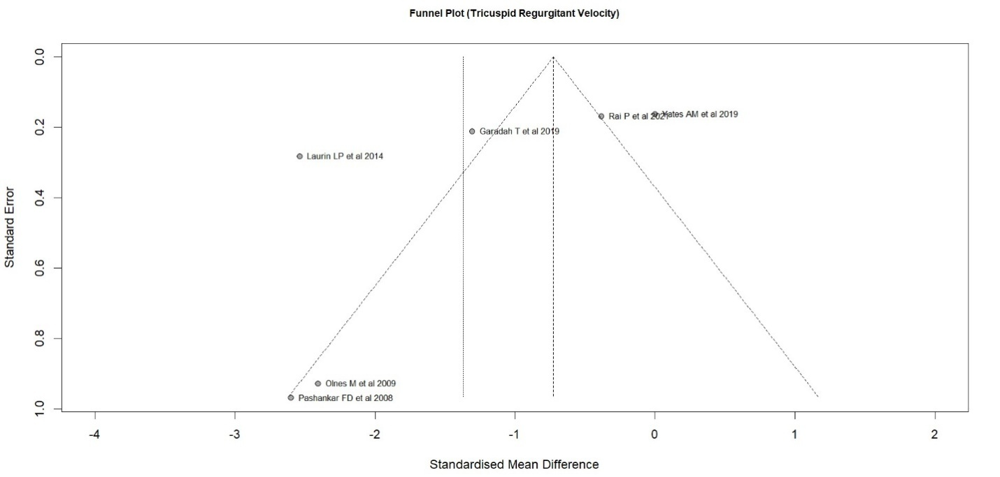 Funnel Plot (Tricuspid Regurgitant Velocity)
Standard Error
0.0
0.2
0.4
0.6
0.8
1.0
Rai P et al 2021
Yates AM et al 2019
Garadah T et al 2019
Laurin LP et al 2014
Olnes M et al 2009
Pashankar FD et al 2008
-4
-3
-2
-1
0
1
2
Standardised Mean Difference